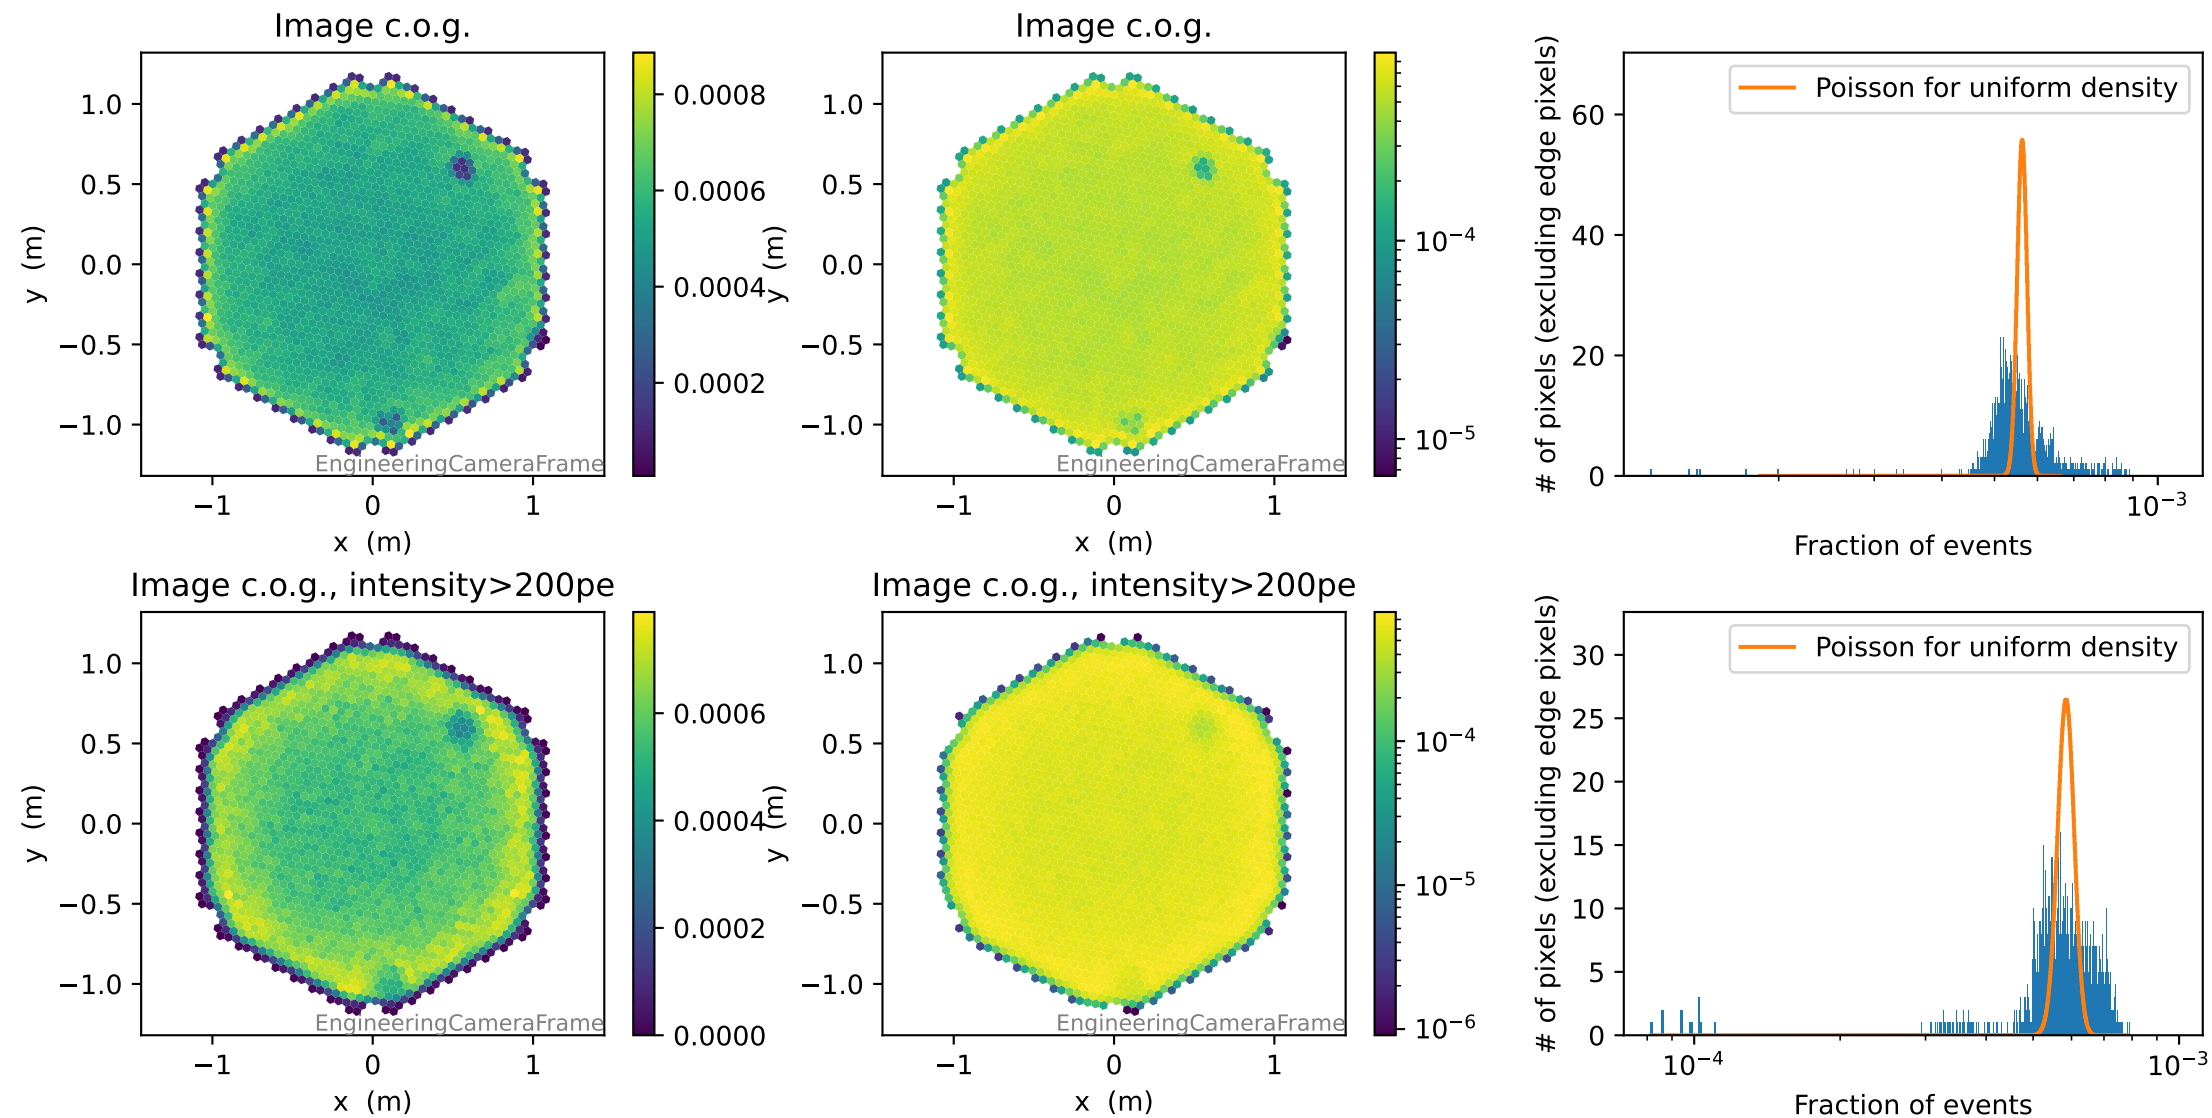 Image c.o.g.
1.0
0.5
0.0
−0.5
−1.0
y (m)
−1
0
1
x (m)
EngineeringCameraFrame
0.0008
0.0006
0.0004
0.0002
Image c.o.g.
1.0
0.5
0.0
−0.5
−1.0
y (m)
−1
0
1
x (m)
EngineeringCameraFrame
10⁻⁴
10⁻⁵
# of pixels (excluding edge pixels)
60
40
20
0
Poisson for uniform density
10⁻³
Fraction of events
Image c.o.g., intensity>200pe
1.0
0.5
0.0
−0.5
−1.0
y (m)
−1
0
1
x (m)
EngineeringCameraFrame
0.0006
0.0004
0.0002
0.0000
Image c.o.g., intensity>200pe
1.0
0.5
0.0
−0.5
−1.0
y (m)
−1
0
1
x (m)
EngineeringCameraFrame
10⁻⁴
10⁻⁵
10⁻⁶
# of pixels (excluding edge pixels)
30
25
20
15
10
5
0
Poisson for uniform density
10⁻⁴
10⁻³
Fraction of events